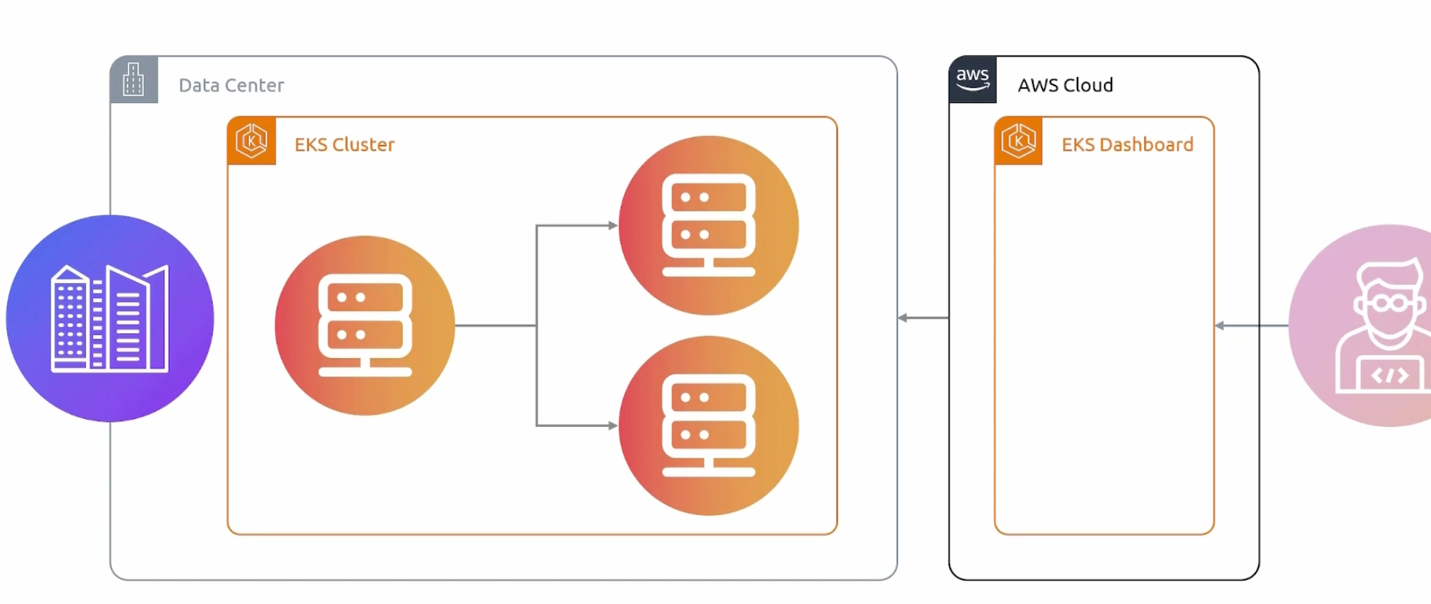 Data Center
aws
AWS Cloud
K
EKS Cluster
K
EKS Dashboard
</>